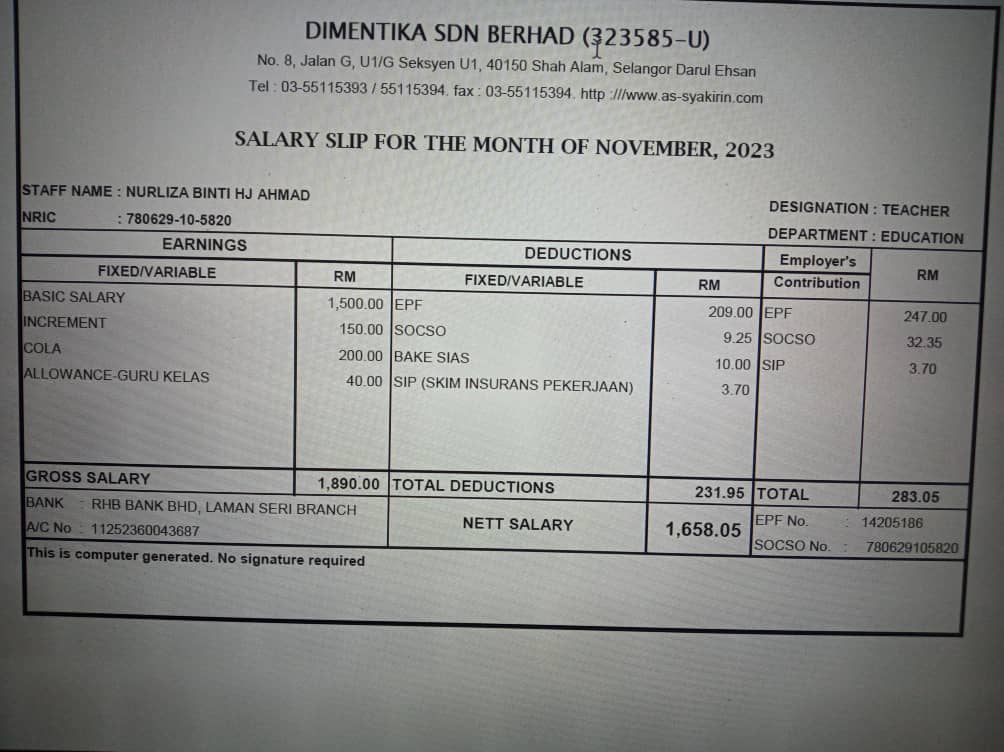 DIMENTIKA SDN BERHAD (323585-U)
No. 8, Jalan G, U1/G Seksyen U1, 40150 Shah Alam, Selangor Darul Ehsan
Tel : 03-55115393 / 55115394. fax : 03-55115394. http :///www.as-syakirin.com
SALARY SLIP FOR THE MONTH OF NOVEMBER, 2023
STAFF NAME : NURLIZA BINTI HJ AHMAD
DESIGNATION : TEACHER
NRIC : 780629-10-5820
DEPARTMENT : EDUCATION
EARNINGS DEDUCTIONS Employer's Contribution RM
FIXED/VARIABLE RM FIXED/VARIABLE RM
BASIC SALARY 1,500.00 EPF 209.00 EPF 247.00
INCREMENT 150.00 SOCSO 9.25 SOCSO 32.35
COLA 200.00 BAKE SIAS 10.00 SIP 3.70
ALLOWANCE-GURU KELAS 40.00 SIP (SKIM INSURANS PEKERJAAN) 3.70
GROSS SALARY 1,890.00 TOTAL DEDUCTIONS 231.95 TOTAL 283.05
BANK : RHB BANK BHD, LAMAN SERI BRANCH
A/C No : 11252360043687
NETT SALARY 1,658.05
EPF No. : 14205186
SOCSO No. : 780629105820
This is computer generated. No signature required